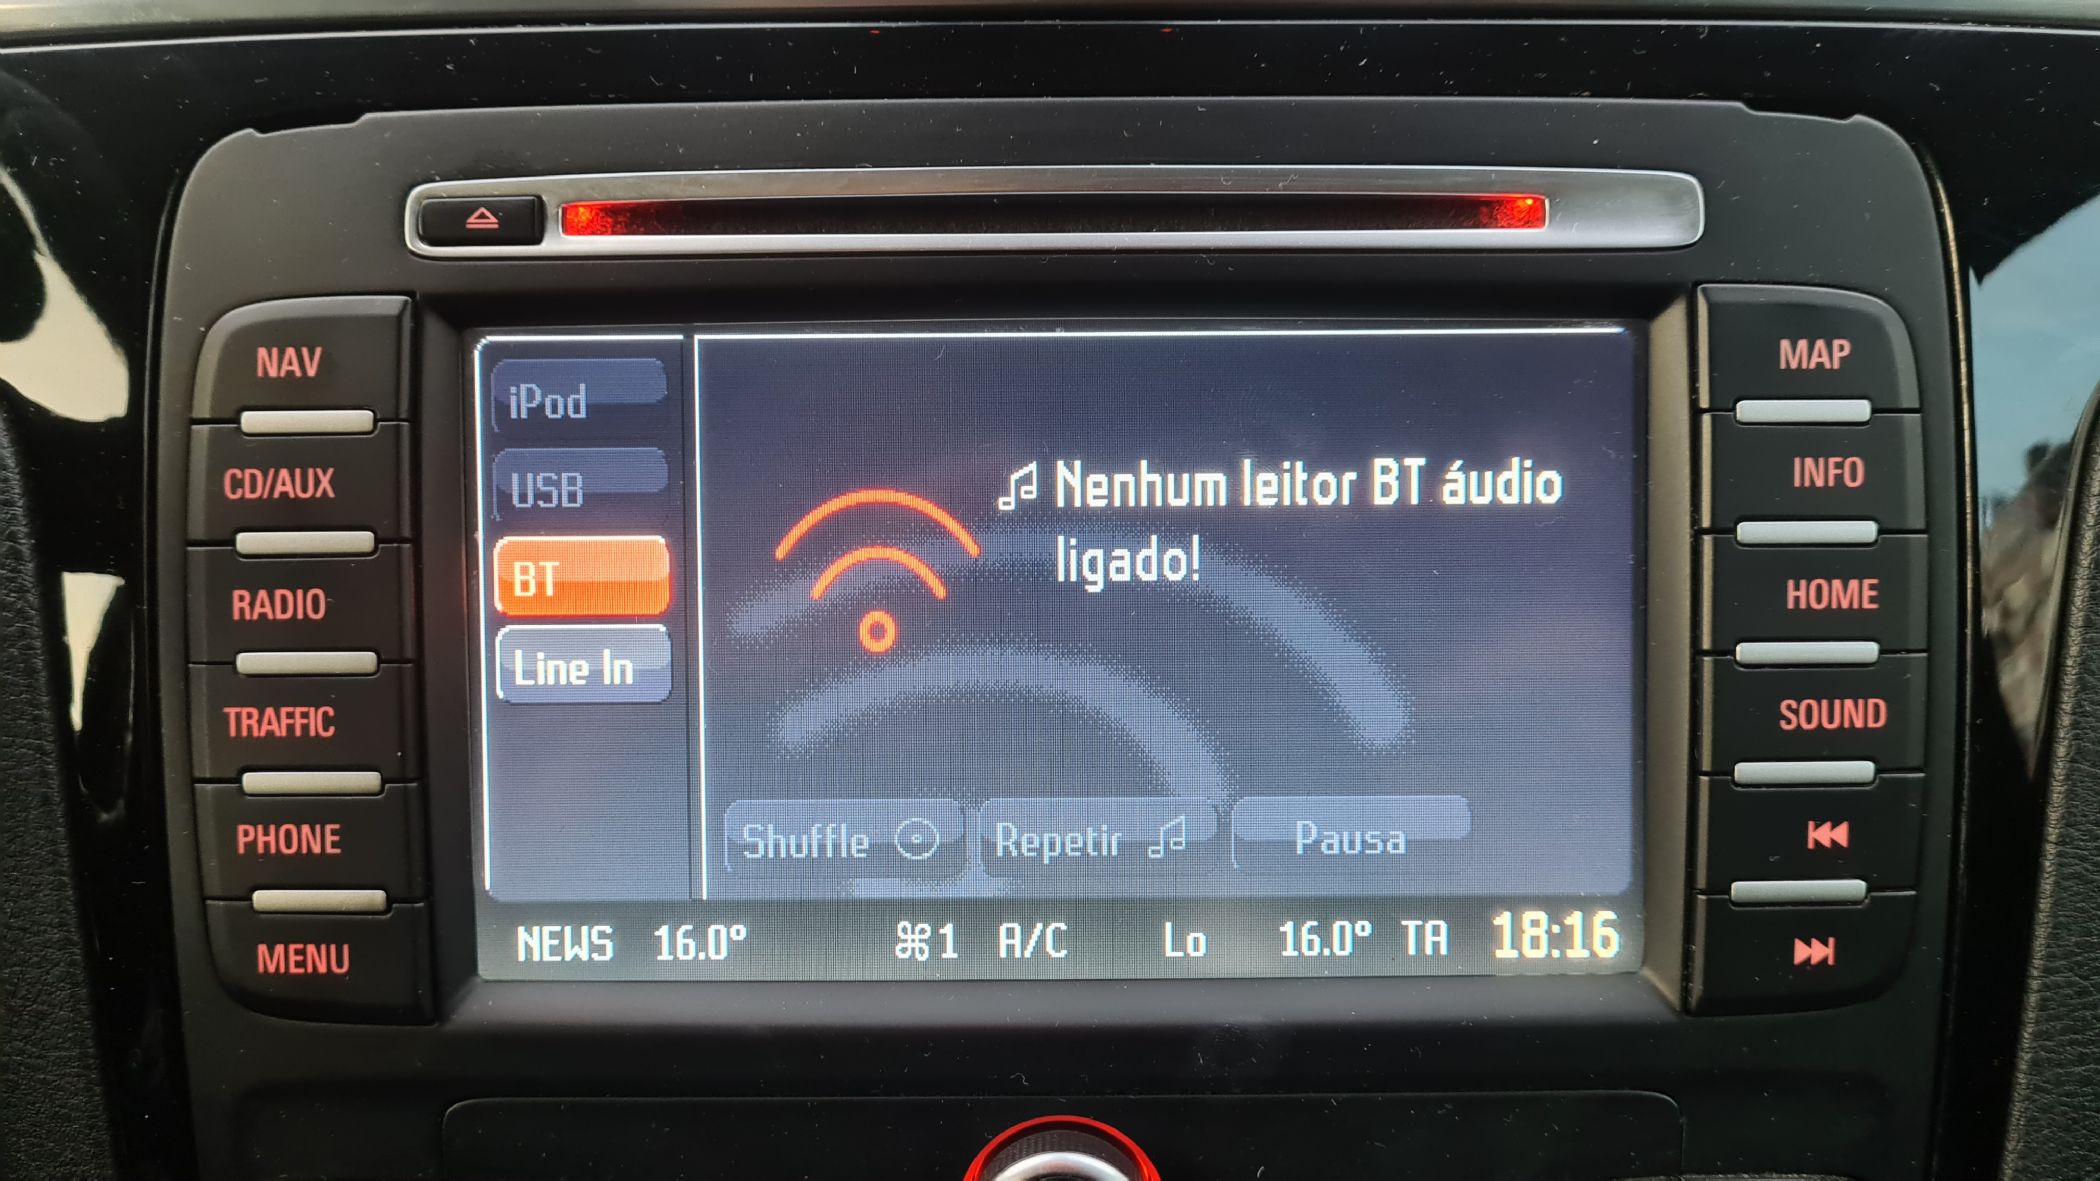 NAV
CD/AUX
RADIO
TRAFFIC
PHONE
MENU
iPod
USB
BT
Line In
Nenhum leitor BT áudio
ligado!
Shuffle
Repetir
Pausa
NEWS 16.0° ⌘1 A/C Lo 16.0° TA 18:16
MAP
INFO
HOME
SOUND